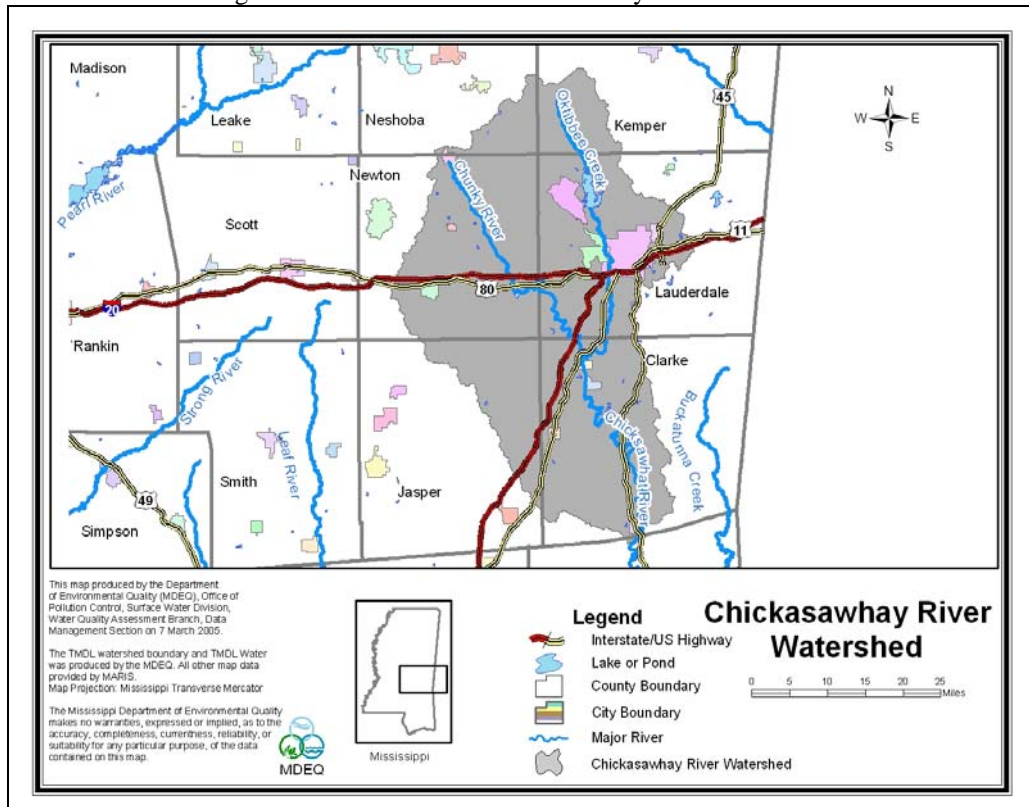 Madison
Leake
Neshoba
Kemper
45
N
W
E
S
Oktibbee Creek
Newton
Chunky River
Pearl River
Scott
11
80
Lauderdale
20
Rankin
Clarke
Strong River
Leaf River
Chickasawhat River
Buckatunna Creek
Smith
Jasper
49
Simpson
This map produced by the Department
of Environmental Quality (MDEQ), Office of
Pollution Control, Surface Water Division,
Water Quality Assessment Branch, Data
Management Section on 7 March 2005.
The TMDL watershed boundary and TMDL Water
was produced by the MDEQ. All other map data
provided by MARIS.
Map Projection: Mississippi Transverse Mercator
The Mississippi Department of Environmental Quality
makes no warranties, expressed or implied, as to the
accuracy, completeness, currentness, reliability, or
suitability for any particular purpose, of the data
contained on this map.
MDEQ
Mississippi
Legend
Interstate/US Highway
Lake or Pond
County Boundary
City Boundary
Major River
Chickasawhay River Watershed
Chickasawhay River
Watershed
0 5 10 15 20 25
Miles